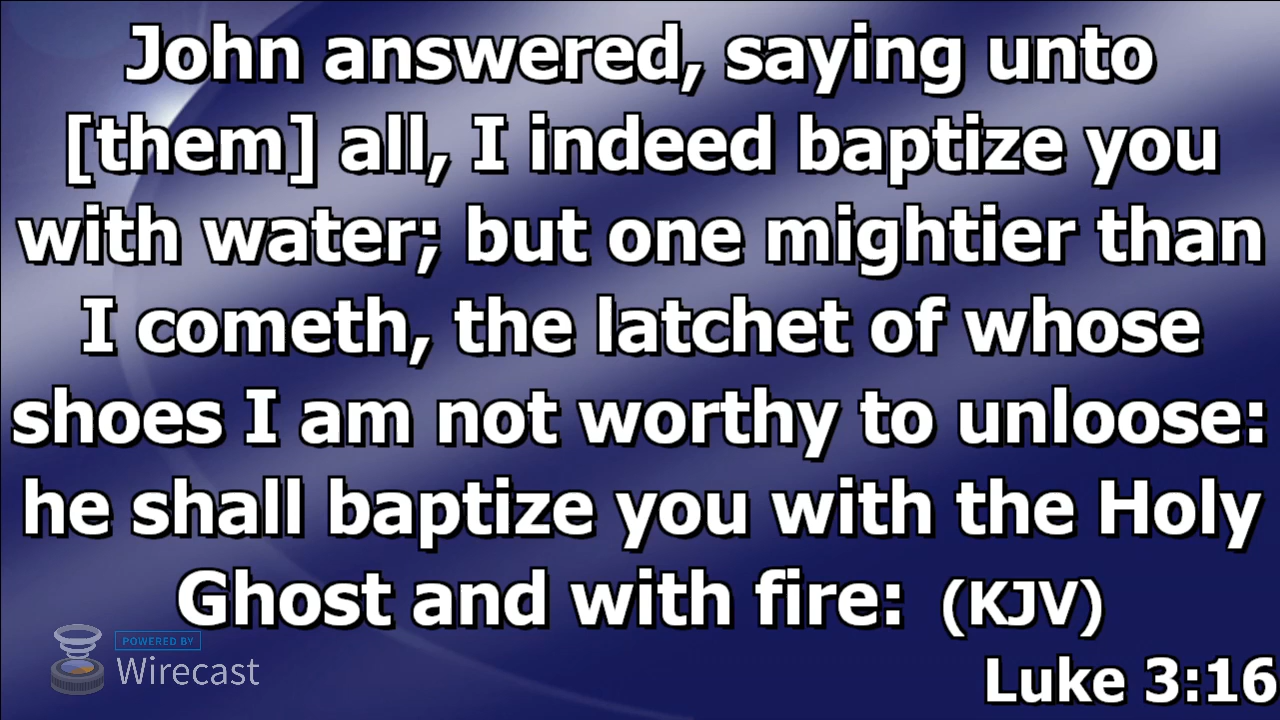 John answered, saying unto
[them] all, I indeed baptize you
with water; but one mightier than
I cometh, the latchet of whose
shoes I am not worthy to unloose:
he shall baptize you with the Holy
Ghost and with fire: (KJV)
POWERED BY
Wirecast
Luke 3:16